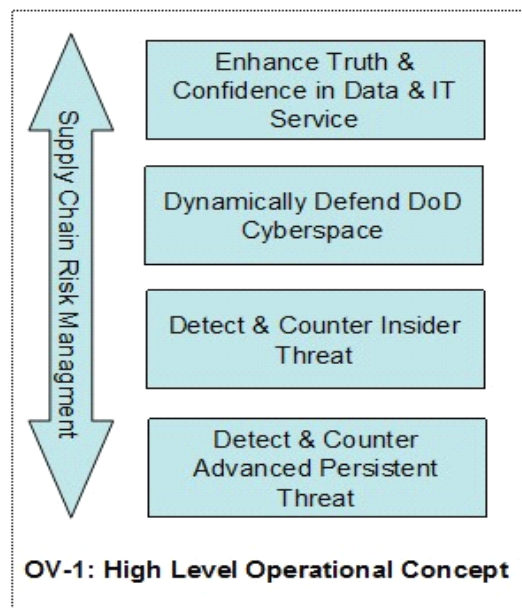 Supply Chain Risk Managment
Enhance Truth &
Confidence in Data & IT
Service
Dynamically Defend DoD
Cyberspace
Detect & Counter Insider
Threat
Detect & Counter
Advanced Persistent
Threat
OV-1: High Level Operational Concept